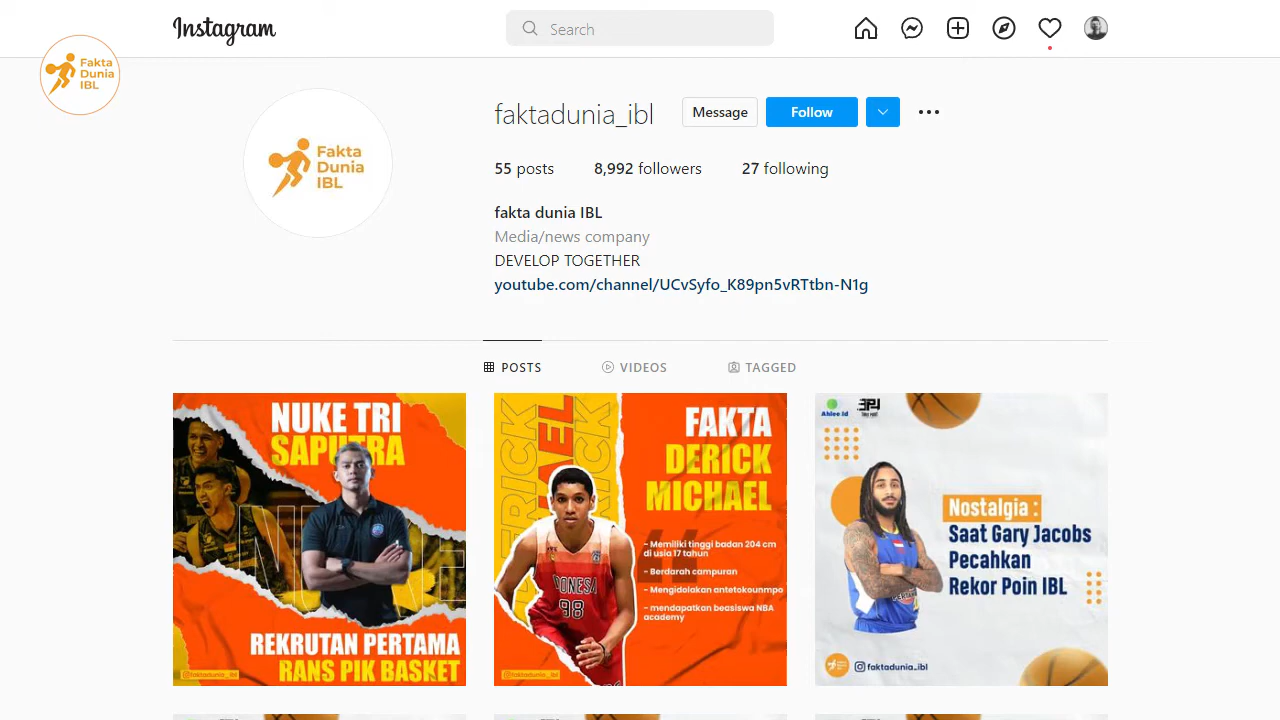 Instagram
Search
Fakta
Dunia
IBL
Fakta
Dunia
IBL
faktadunia_ibl
Message
Follow
55 posts
8,992 followers
27 following
fakta dunia IBL
Media/news company
DEVELOP TOGETHER
youtube.com/channel/UCvSyfo_K89pn5vRTtbn-N1g
POSTS
VIDEOS
TAGGED
NUKE TRI
SAPUTRA
REKRUTAN PERTAMA
RANS PIK BASKET
faktadunia_ibl
FAKTA
DERICK
MICHAEL
~ Memiliki tinggi badan 204 cm
di usia 17 tahun
~ Berdarah campuran
~ Mengidolakan antetokounmpo
~ mendapatkan beasiswa NBA
academy
DONESI
98
faktadunia_ibl
Ahlee.id
Nostalgia :
Saat Gary Jacobs
Pecahkan
Rekor Poin IBL
faktadunia_ibl